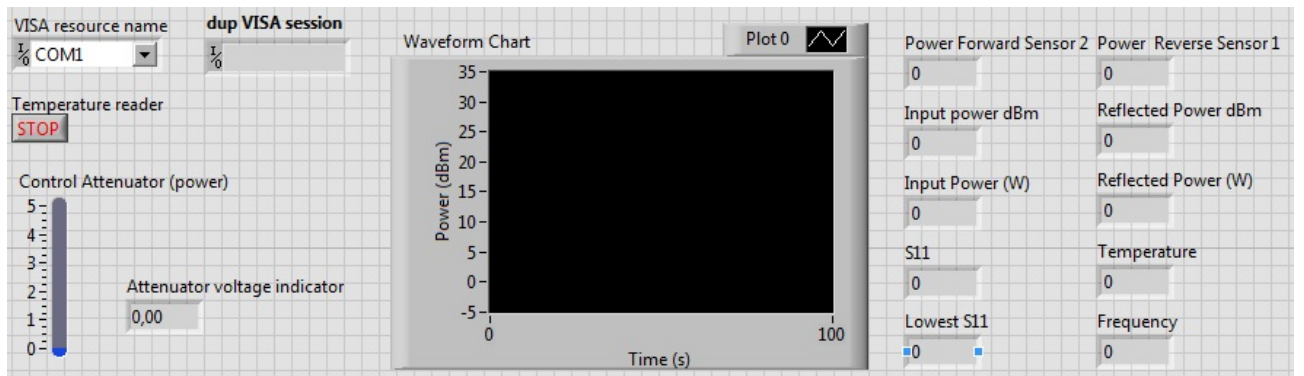 VISA resource name
dup VISA session
I/O COM1
I/O
Temperature reader
STOP
Control Attenuator (power)
5
4
3
2
1
0
Attenuator voltage indicator
0,00
Waveform Chart
Plot 0
Power (dBm)
35
30
25
20
15
10
5
0
-5
0
100
Time (s)
Power Forward Sensor 2
Power Reverse Sensor 1
0
0
Input power dBm
Reflected Power dBm
0
0
Input Power (W)
Reflected Power (W)
0
0
S11
Temperature
0
0
Lowest S11
Frequency
0
0